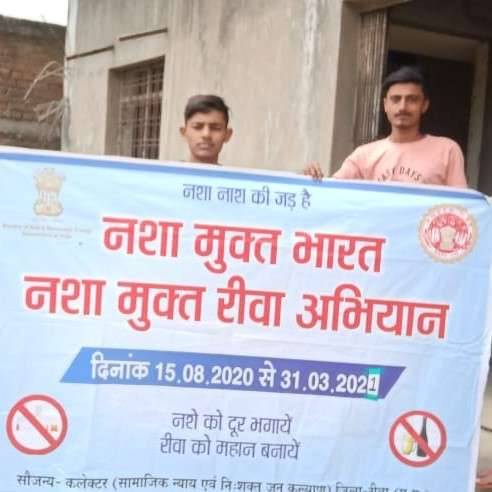 नशा नाश की जड़ है
नशा मुक्त भारत
नशा मुक्त रीवा अभियान
दिनांक 15.08.2020 से 31.03.2021
नशे को दूर भगायें
रीवा को महान बनायें
सौजन्य- कलेक्टर (सामाजिक न्याय एवं निःशक्त जन कल्याण) जिला-रीवा